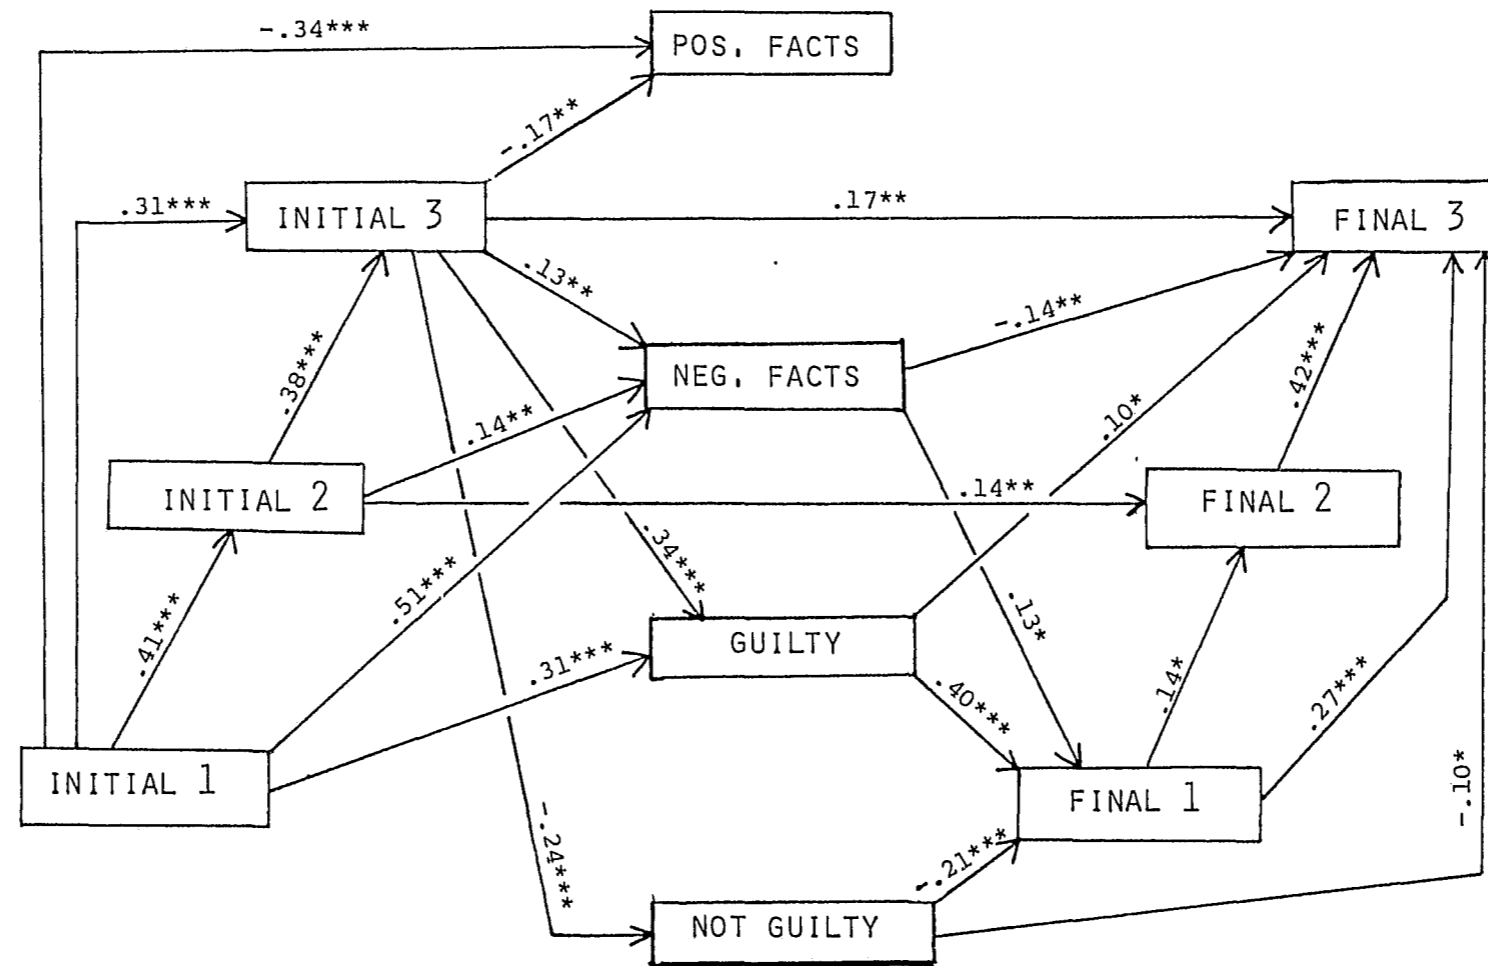 -.34***
POS. FACTS
-.17**
.31***
INITIAL 3
.17**
FINAL 3
.13**
-.14**
NEG. FACTS
.38***
.42***
.14**
.10*
INITIAL 2
.14**
FINAL 2
.34***
.51***
.41***
.13*
GUILTY
.31***
.14*
.27***
.40***
INITIAL 1
FINAL 1
-.10*
-.24***
-.21***
NOT GUILTY